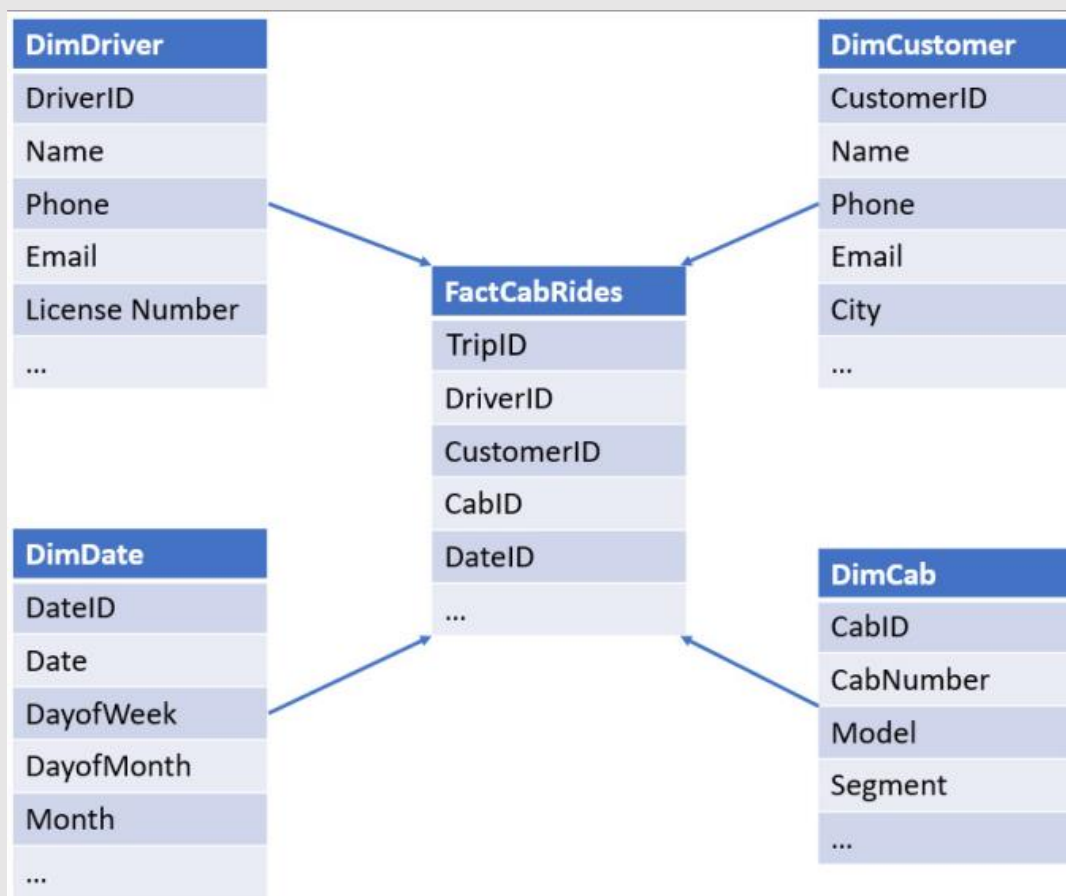 DimDriver
DriverID
Name
Phone
Email
License Number
...
DimCustomer
CustomerID
Name
Phone
Email
City
...
FactCabRides
TripID
DriverID
CustomerID
CabID
DateID
...
DimDate
DateID
Date
DayofWeek
DayofMonth
Month
...
DimCab
CabID
CabNumber
Model
Segment
...